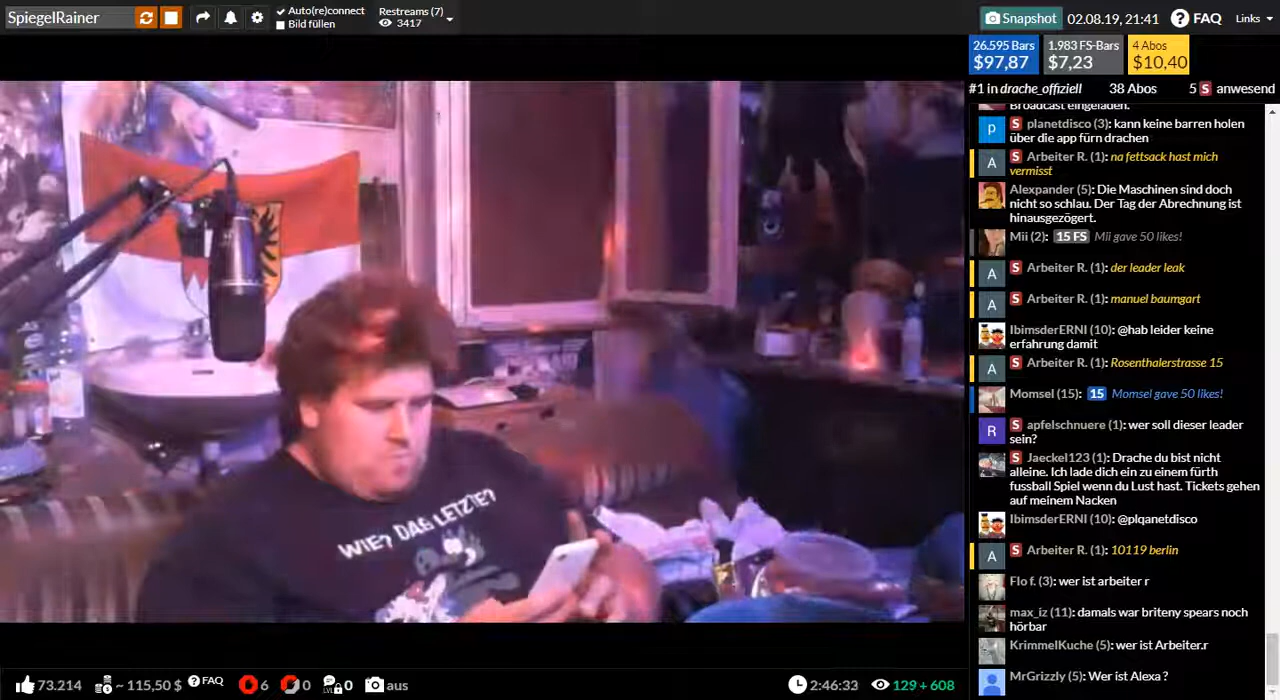 SpiegelRainer
Auto(re)connect
Bild füllen
Restreams (7)
3417
Snapshot
02.08.19, 21:41
FAQ
Links
26.595 Bars
$97,87
1.983 FS-Bars
$7,23
4 Abos
$10,40
#1 in drache_offiziell
38 Abos
5 S anwesend
Broadcast eingeladen.
p
S planetdisco (3): kann keine barren holen
über die app fürn drachen
A
S Arbeiter R. (1): na fettsack hast mich
vermisst
Alexpander (5): Die Maschinen sind doch
nicht so schlau. Der Tag der Abrechnung ist
hinausgezögert.
Mii (2): 15 FS Mii gave 50 likes!
A
S Arbeiter R. (1): der leader leak
A
S Arbeiter R. (1): manuel baumgart
IbimsderERNI (10): @hab leider keine
erfahrung damit
A
S Arbeiter R. (1): Rosenthalerstrasse 15
Momsel (15): 15 Momsel gave 50 likes!
R
S apfelschnuere (1): wer soll dieser leader
sein?
S Jaeckel123 (1): Drache du bist nicht
alleine. Ich lade dich ein zu einem fürth
fussball Spiel wenn du Lust hast. Tickets gehen
auf meinem Nacken
IbimsderERNI (10): @plqanetdisco
A
S Arbeiter R. (1): 10119 berlin
Flo f. (3): wer ist arbeiter r
max_iz (11): damals war briteny spears noch
hörbar
KrimmelKuche (5): wer ist Arbeiter.r
MrGrizzly (5): Wer ist Alexa ?
WIE? DAS LETZTE?
73.214
~ 115,50 $
FAQ
6
0
LVL
0
aus
2:46:33
129 + 608